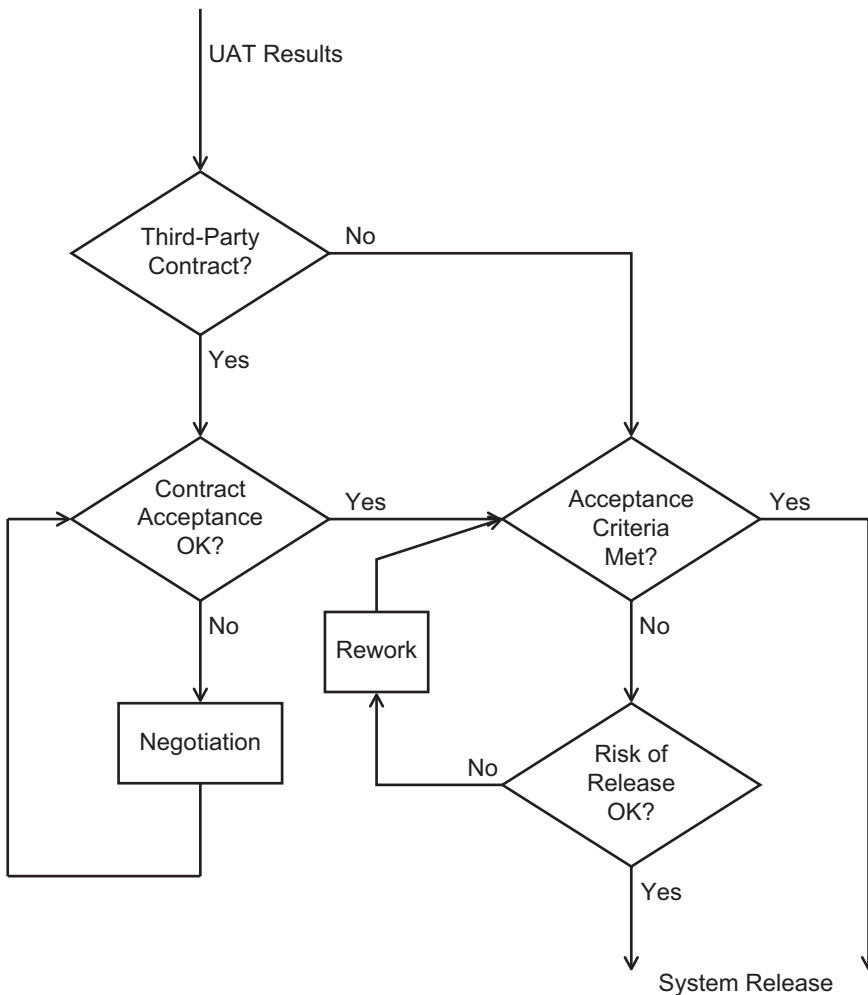 UAT Results
Third-Party
Contract?
No
Yes
Contract
Acceptance
OK?
Yes
Acceptance
Criteria
Met?
Yes
No
Rework
No
Negotiation
No
Risk of
Release
OK?
Yes
System Release